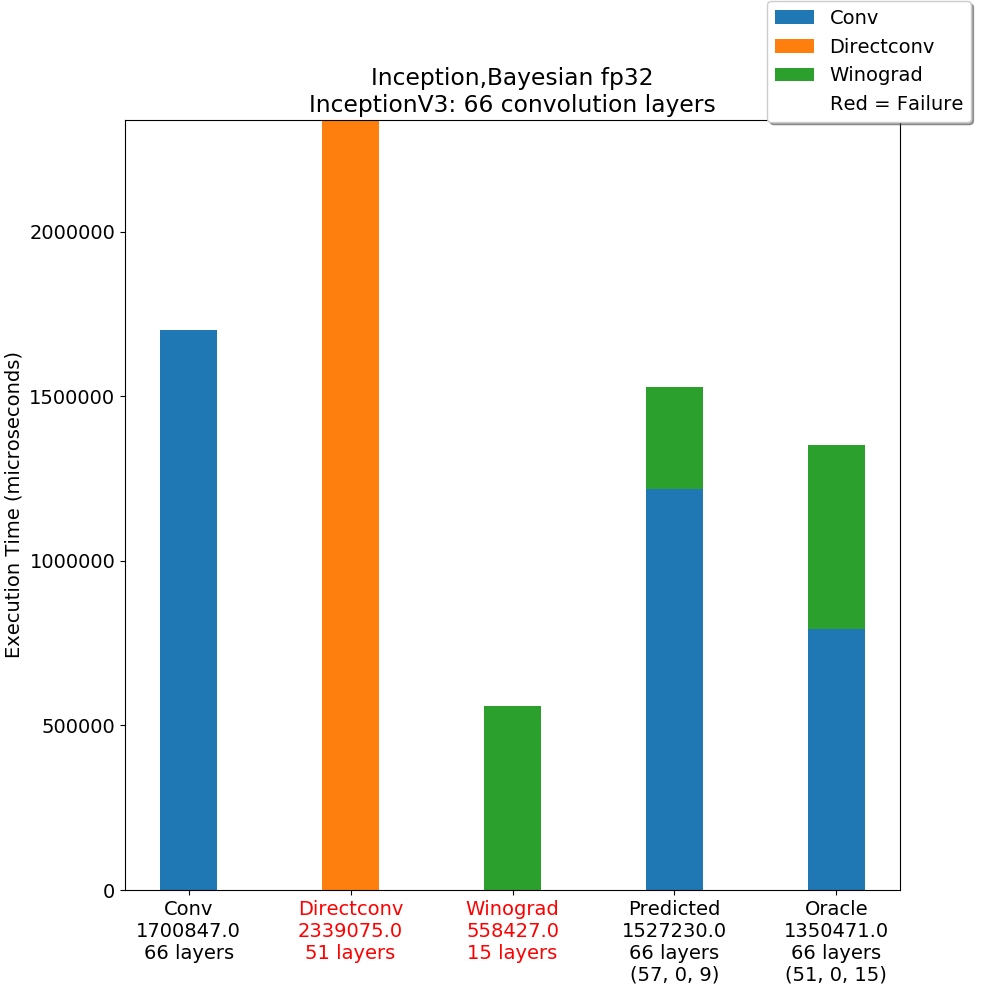 Conv
Directconv
Winograd
Red = Failure
Inception,Bayesian fp32
InceptionV3: 66 convolution layers
Execution Time (microseconds)
2000000
1500000
1000000
500000
0
Conv
1700847.0
66 layers
Directconv
2339075.0
51 layers
Winograd
558427.0
15 layers
Predicted
1527230.0
66 layers
(57, 0, 9)
Oracle
1350471.0
66 layers
(51, 0, 15)